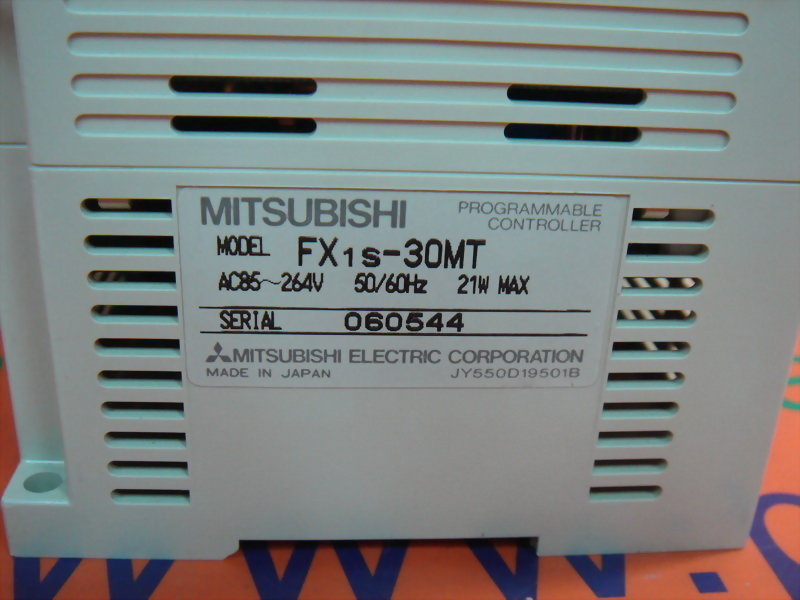 MITSUBISHI
PROGRAMMABLE
CONTROLLER
MODEL FX1S-30MT
AC85~264V 50/60Hz 21W MAX
SERIAL 060544
MITSUBISHI ELECTRIC CORPORATION
MADE IN JAPAN JY550D19501B
WWW.